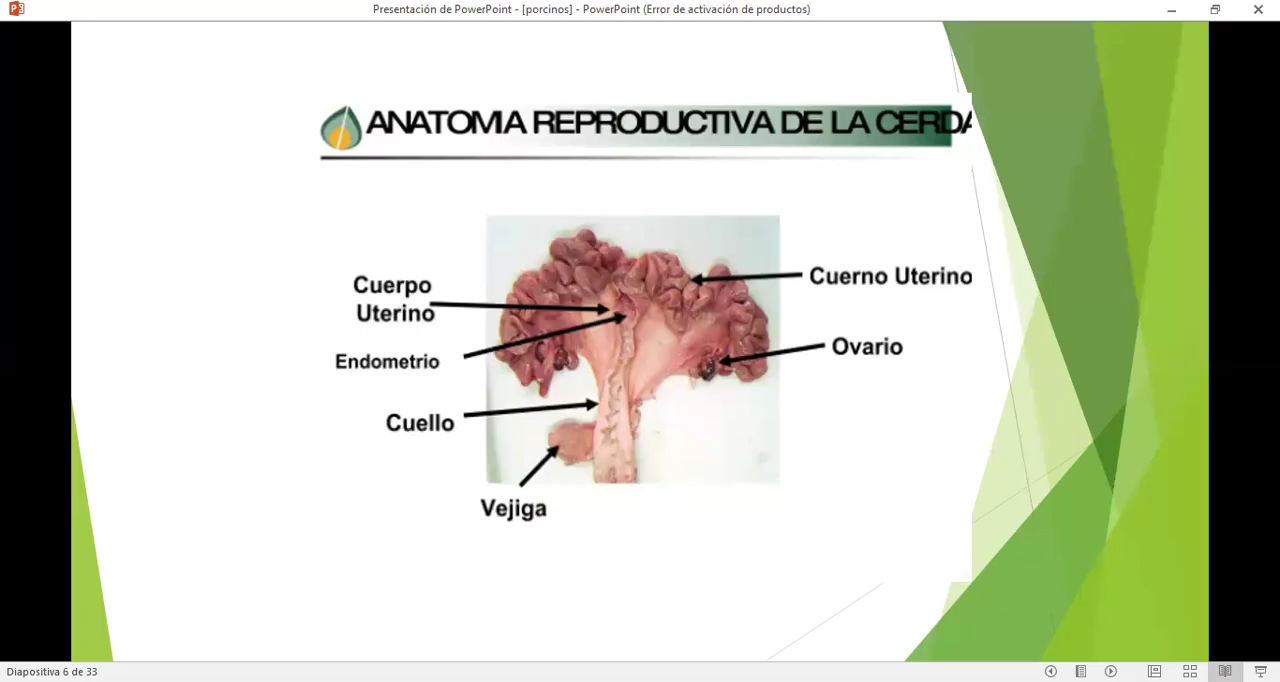 Presentación de PowerPoint - [porcinos] - PowerPoint (Error de activación de productos)
ANATOMIA REPRODUCTIVA DE LA CERDA
Cuerpo
Uterino
Endometrio
Cuello
Vejiga
Cuerno Uterino
Ovario
Diapositiva 6 de 33